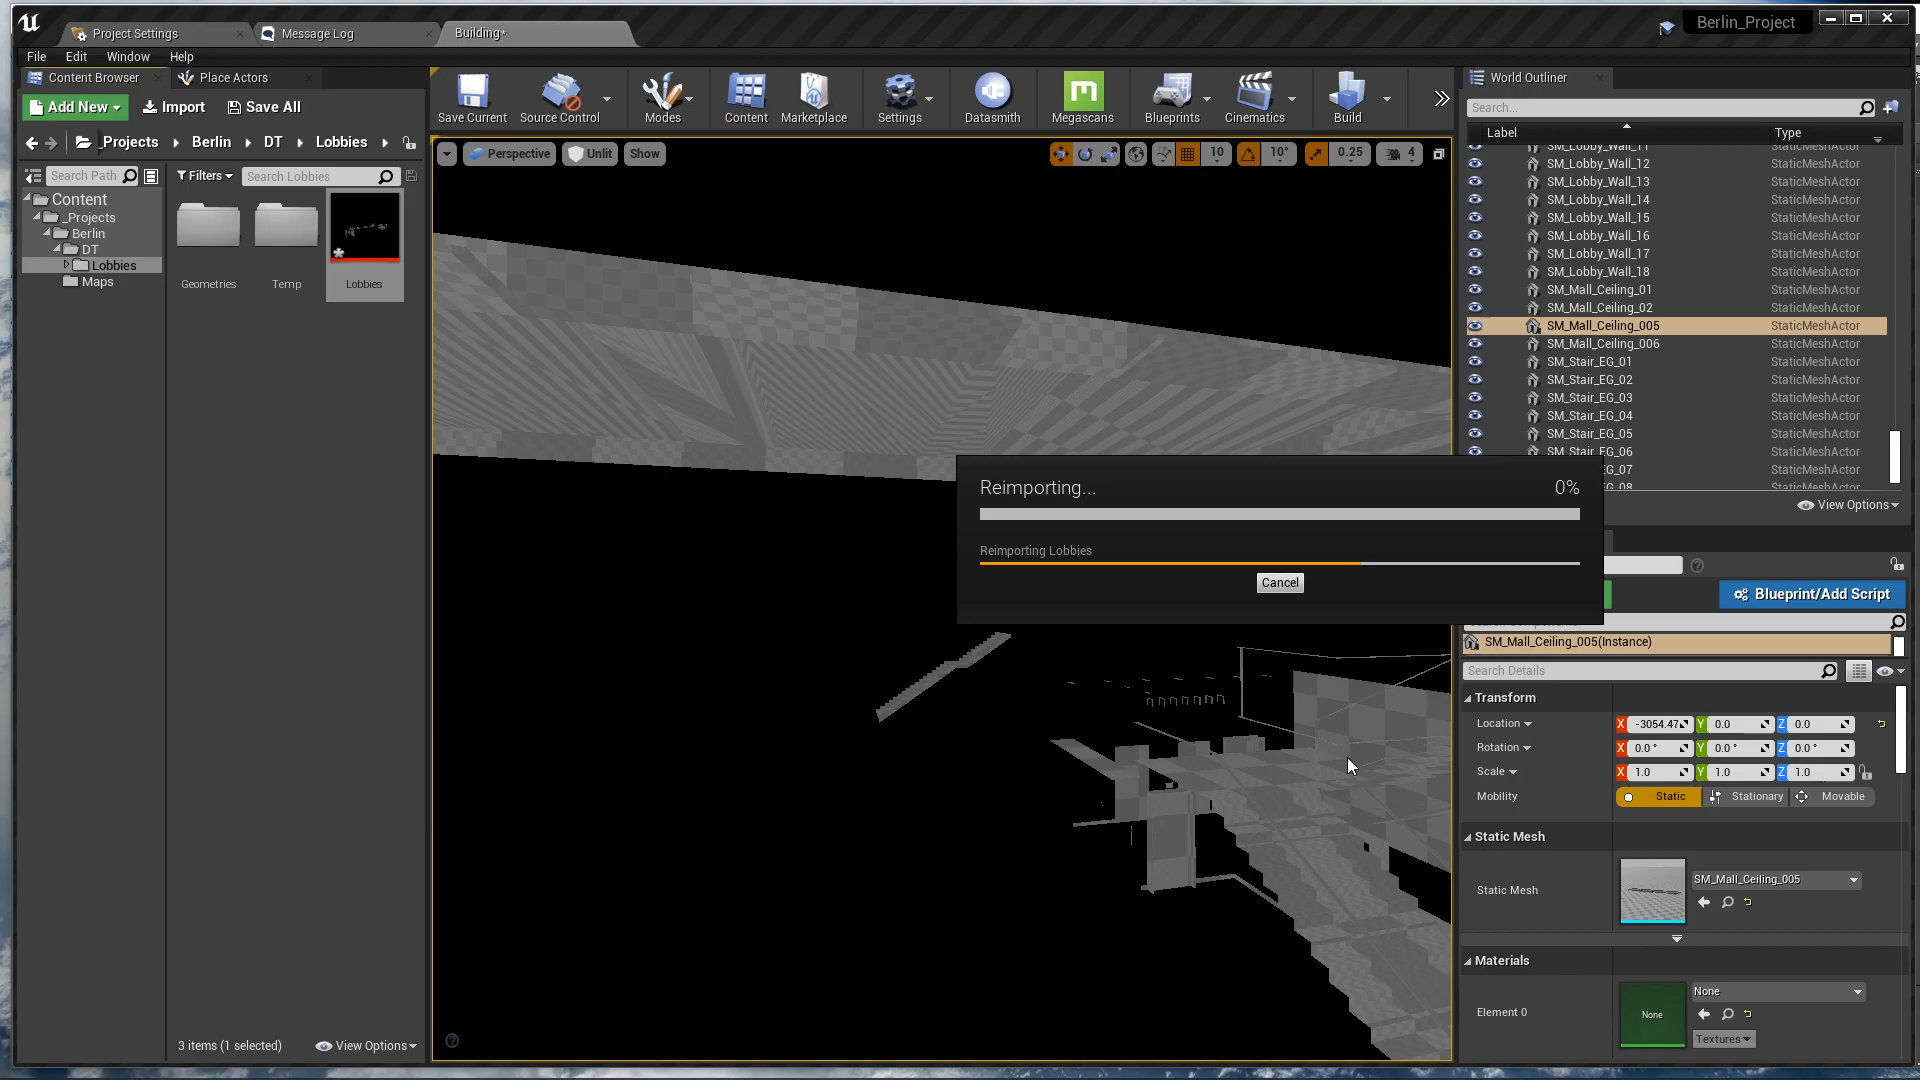 Project Settings
Message Log
Building*
Berlin_Project
File Edit Window Help
Content Browser
Place Actors
Add New
Import
Save All
_Projects
Berlin
DT
Lobbies
Search Path
Filters
Search Lobbies
Content
_Projects
Berlin
DT
Lobbies
Maps
Geometries
Temp
Lobbies
3 items (1 selected)
View Options
Save Current
Source Control
Modes
Content
Marketplace
Settings
Datasmith
Megascans
Blueprints
Cinematics
Build
Perspective
Unlit
Show
10
10°
0.25
4
Reimporting...
0%
Reimporting Lobbies
Cancel
World Outliner
Search...
Label
Type
SM_Lobby_Wall_11 StaticMeshActor
SM_Lobby_Wall_12 StaticMeshActor
SM_Lobby_Wall_13 StaticMeshActor
SM_Lobby_Wall_14 StaticMeshActor
SM_Lobby_Wall_15 StaticMeshActor
SM_Lobby_Wall_16 StaticMeshActor
SM_Lobby_Wall_17 StaticMeshActor
SM_Lobby_Wall_18 StaticMeshActor
SM_Mall_Ceiling_01 StaticMeshActor
SM_Mall_Ceiling_02 StaticMeshActor
SM_Mall_Ceiling_005 StaticMeshActor
SM_Mall_Ceiling_006 StaticMeshActor
SM_Stair_EG_01 StaticMeshActor
SM_Stair_EG_02 StaticMeshActor
SM_Stair_EG_03 StaticMeshActor
SM_Stair_EG_04 StaticMeshActor
SM_Stair_EG_05 StaticMeshActor
SM_Stair_EG_06 StaticMeshActor
G_07 StaticMeshActor
G_08 StaticMeshActor
View Options
Blueprint/Add Script
SM_Mall_Ceiling_005(Instance)
Search Details
Transform
Location X -3054.47 Y 0.0 Z 0.0
Rotation X 0.0 ° Y 0.0 ° Z 0.0 °
Scale X 1.0 Y 1.0 Z 1.0
Mobility Static Stationary Movable
Static Mesh
Static Mesh
SM_Mall_Ceiling_005
Materials
Element 0
None
None
Textures